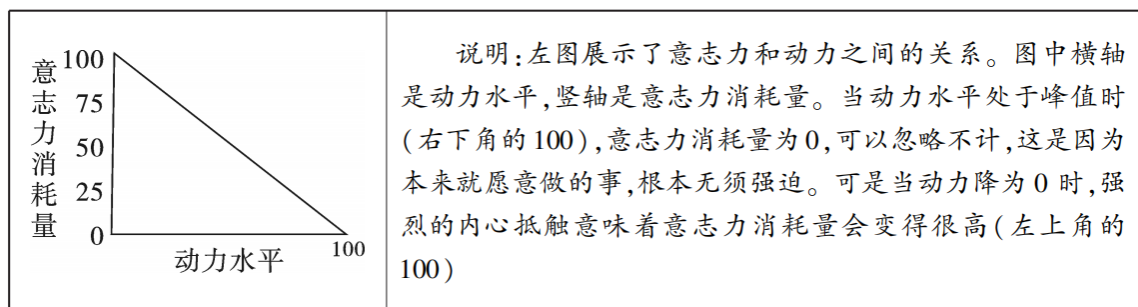 意志力消耗量
100
75
50
25
0
100
动力水平
说明:左图展示了意志力和动力之间的关系。图中横轴
是动力水平,竖轴是意志力消耗量。当动力水平处于峰值时
(右下角的100),意志力消耗量为0,可以忽略不计,这是因为
本来就愿意做的事,根本无须强迫。可是当动力降为0时,强
烈的内心抵触意味着意志力消耗量会变得很高(左上角的
100)